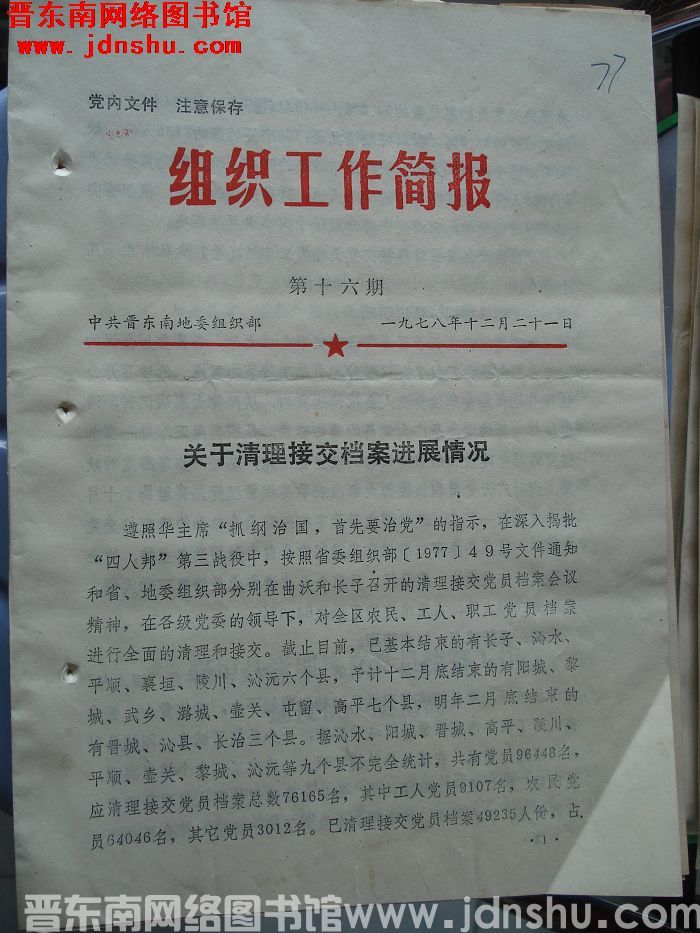 晋东南网络图书馆
www.jdnshu.com
77
党内文件 注意保存
组织工作简报
第十六期
中共晋东南地委组织部 一九七八年十二月二十一日
关于清理接交档案进展情况
遵照华主席“抓纲治国，首先要治党”的指示，在深入揭批
“四人邦”第三战役中，按照省委组织部〔1977〕49号文件通知
和省、地委组织部分别在曲沃和长子召开的清理接交党员档案会议
精神，在各级党委的领导下，对全区农民、工人、职工党员档案
进行全面的清理和接交。截止目前，已基本结束的有长子、沁水、
平顺、襄垣、陵川、沁沅六个县，予计十二月底结束的有阳城、黎
城、武乡、潞城、壶关、屯留、高平七个县，明年二月底结束的
有晋城、沁县、长治三个县。据沁水、阳城、晋城、高平、陵川、
平顺、壶关、黎城、沁沅等九个县不完全统计，共有党员96448名，
应清理接交党员档案总数76165名，其中工人党员9107名，农民党
员64046名，其它党员3012名。已清理接交党员档案49235人份，占
·1·
晋东南网络图书馆 www.jdnshu.com